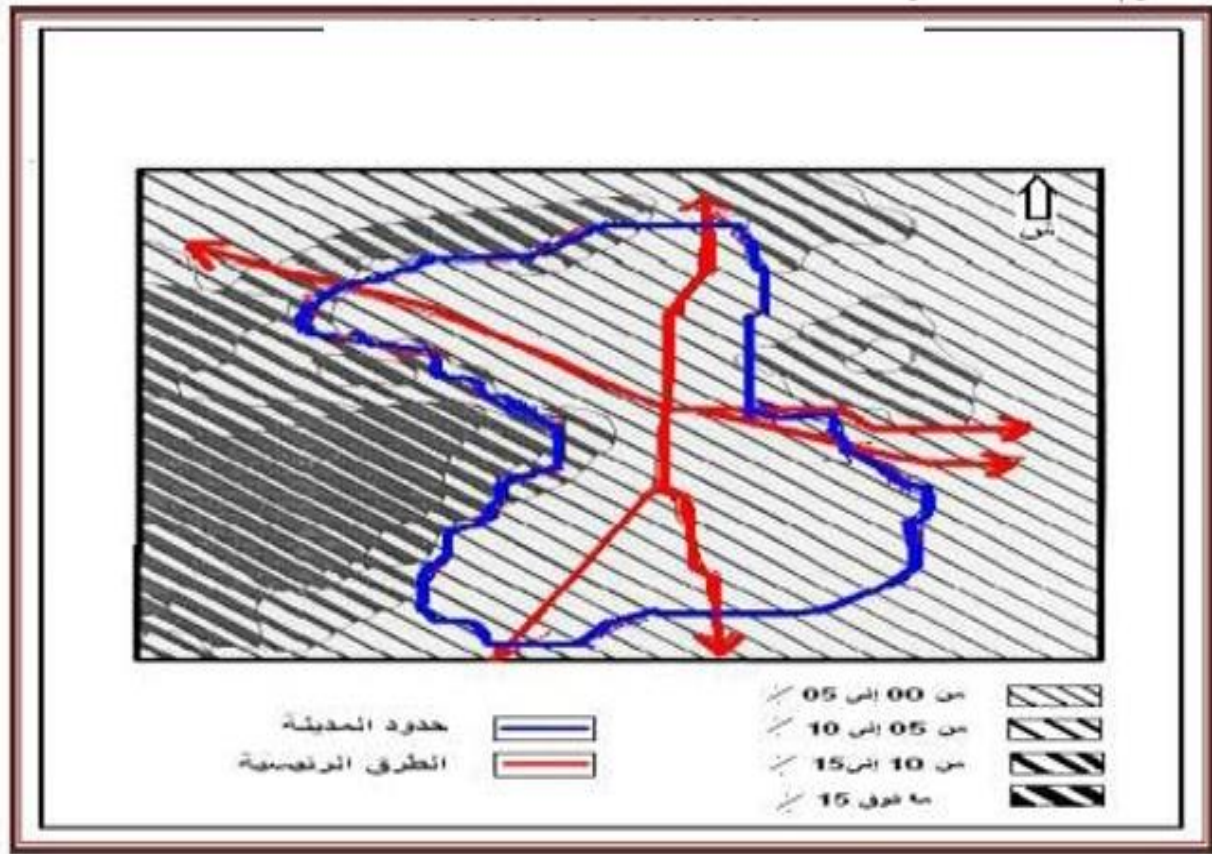 ش
من 00 إلى 05 ٪
من 05 إلى 10 ٪
من 10 إلى 15 ٪
ما فوق 15 ٪
حدود المدينة
الطرق الرئيسية